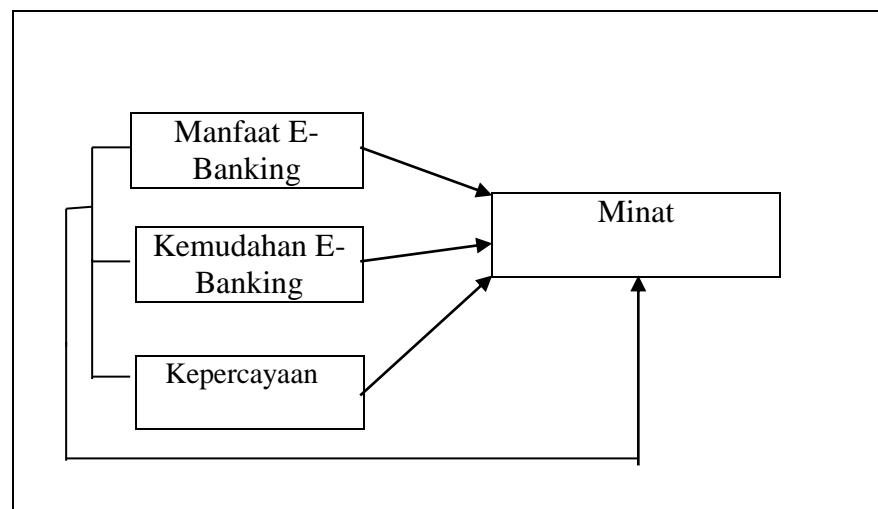 Manfaat E-
Banking
Minat
Kemudahan E-
Banking
Kepercayaan